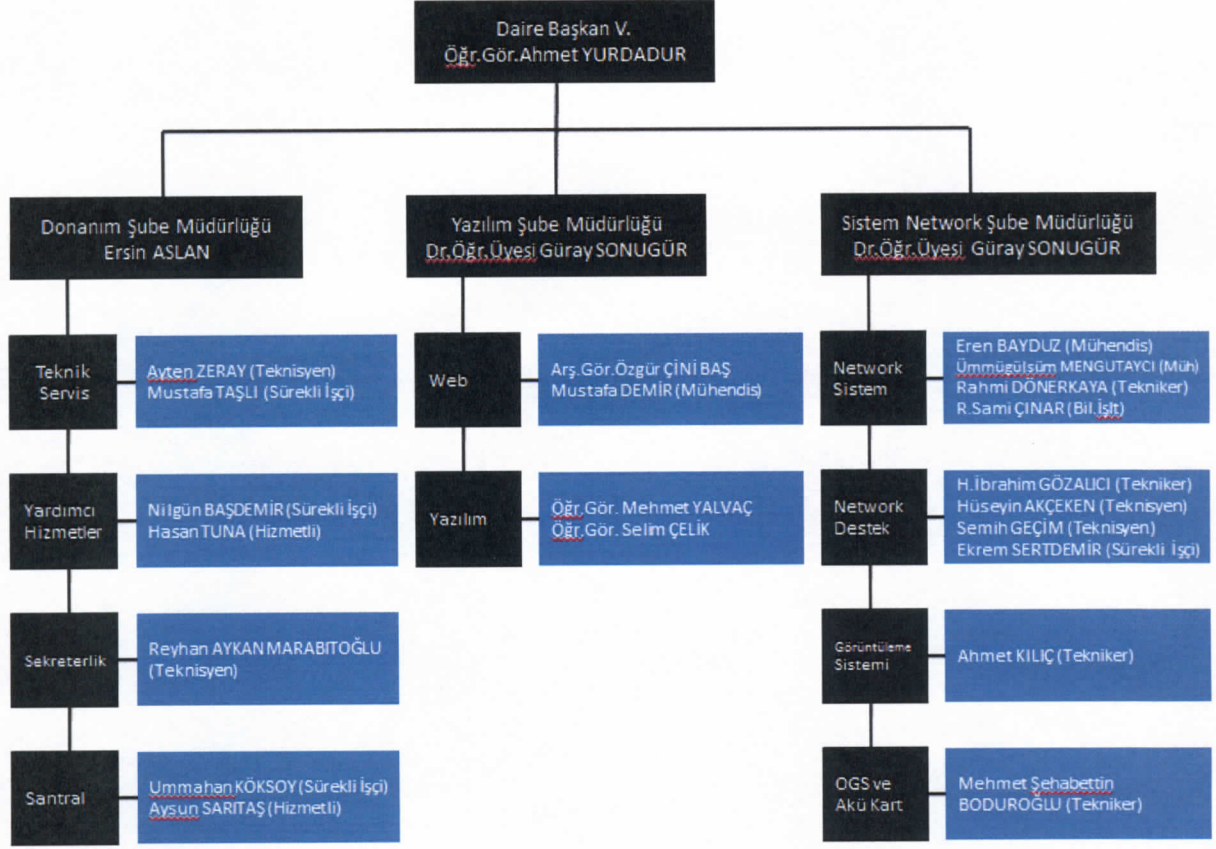 Daire Başkan V.
Öğr.Gör.Ahmet YURDADUR
Donanım Şube Müdürlüğü
Ersin ASLAN
Teknik
Servis
Ayten ZERAY (Teknisyen)
Mustafa TAŞLI (Sürekli İşçi)
Yardımcı
Hizmetler
Nilgün BAŞDEMİR (Sürekli İşçi)
Hasan TUNA (Hizmetli)
Sekreterlik
Reyhan AYKAN MARABITOĞLU
(Teknisyen)
Santral
Ummahan KÖKSOY (Sürekli İşçi)
Aysun SARITAŞ (Hizmetli)
Yazılım Şube Müdürlüğü
Dr.Öğr.Üyesi Güray SONUGÜR
Web
Arş.Gör.Özgür ÇİNİ BAŞ
Mustafa DEMİR (Mühendis)
Yazılım
Öğr.Gör. Mehmet YALVAÇ
Öğr.Gör. Selim ÇELİK
Sistem Network Şube Müdürlüğü
Dr.Öğr.Üyesi Güray SONUGÜR
Network
Sistem
Eren BAYDUZ (Mühendis)
Ümmügülsüm MENGUTAYCI (Müh)
Rahmi DÖNERKAYA (Tekniker)
R.Sami ÇINAR (Bil.İşlt)
Network
Destek
H.İbrahim GÖZALICI (Tekniker)
Hüseyin AKÇEKEN (Teknisyen)
Semih GEÇİM (Teknisyen)
Ekrem SERTDEMİR (Sürekli İşçi)
Görüntüleme
Sistemi
Ahmet KILIÇ (Tekniker)
OGS ve
Akü Kart
Mehmet Şehabettin
BODUROĞLU (Tekniker)